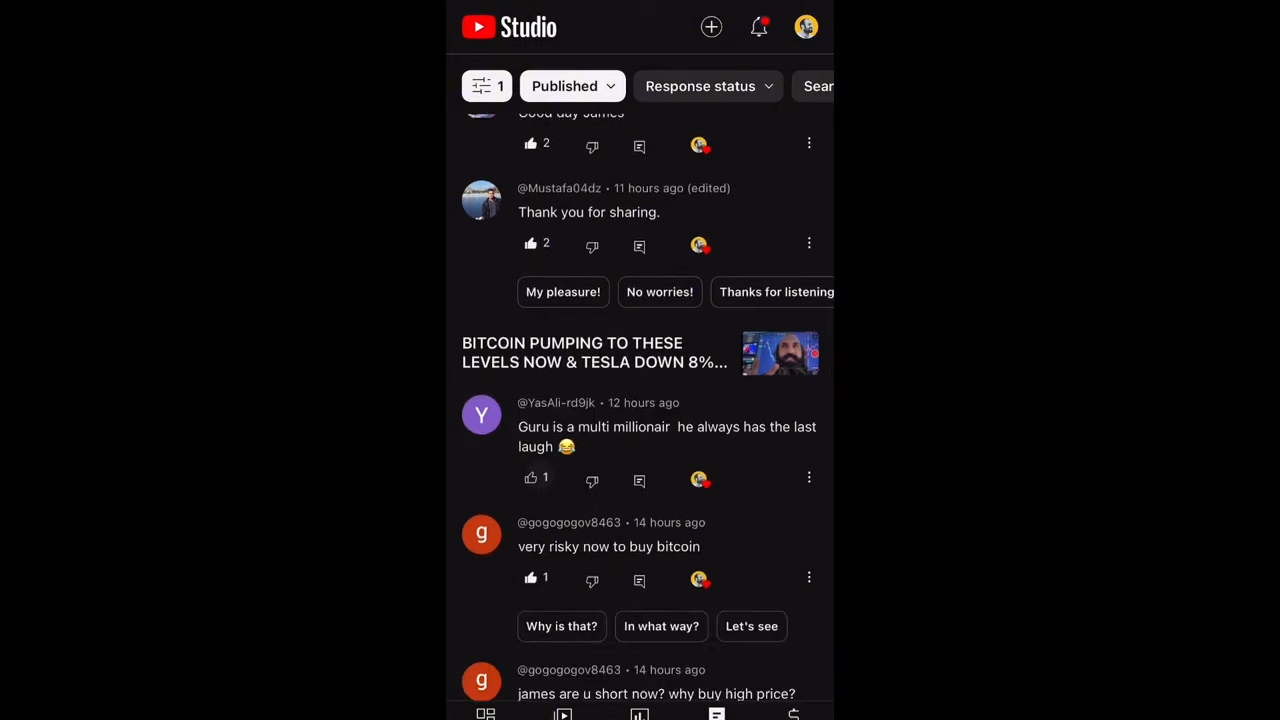 Studio
1
Published
Response status
Sear
Good day James
2
@Mustafa04dz • 11 hours ago (edited)
Thank you for sharing.
2
My pleasure!
No worries!
Thanks for listening
BITCOIN PUMPING TO THESE
LEVELS NOW & TESLA DOWN 8%...
@YasAli-rd9jk • 12 hours ago
Y
Guru is a multi millionair he always has the last
laugh 😂
1
@gogogogov8463 • 14 hours ago
g
very risky now to buy bitcoin
1
Why is that?
In what way?
Let's see
@gogogogov8463 • 14 hours ago
g
james are u short now? why buy high price?